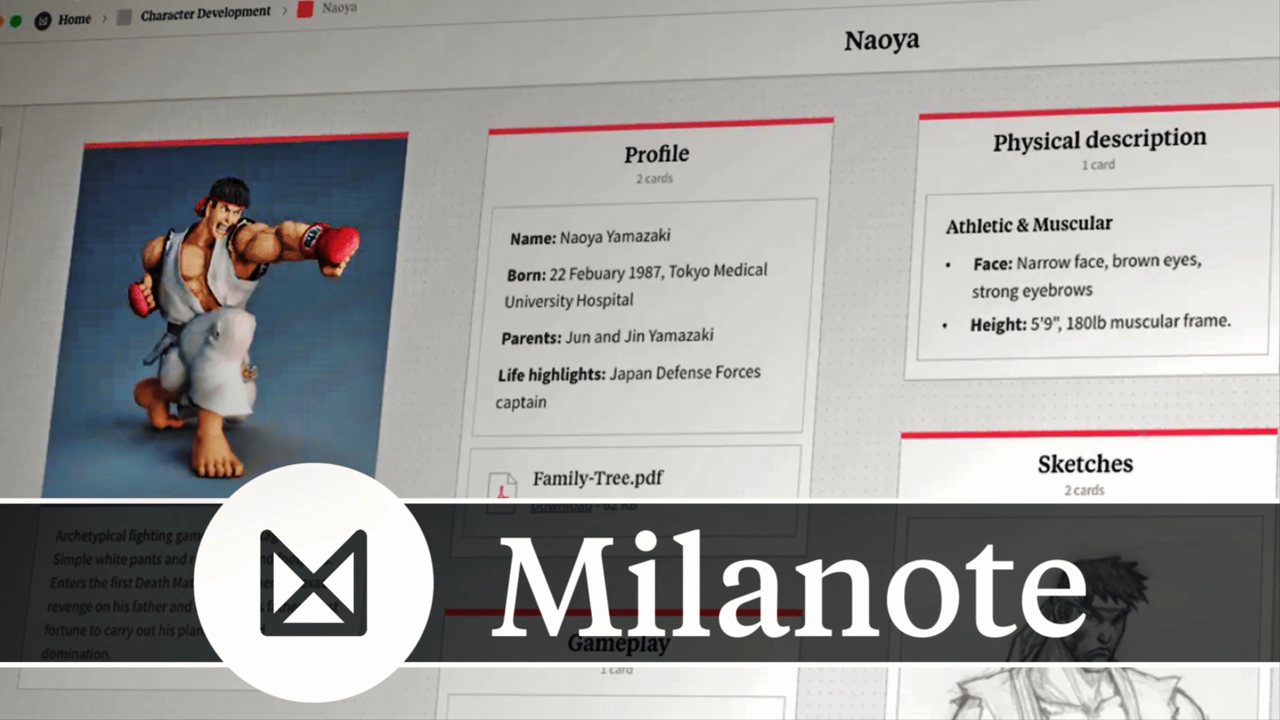 Home > Character Development > Naoya
Naoya
Profile
2 cards
Name: Naoya Yamazaki
Born: 22 Febuary 1987, Tokyo Medical
University Hospital
Parents: Jun and Jin Yamazaki
Life highlights: Japan Defense Forces
captain
Family-Tree.pdf
Download
Physical description
1 card
Athletic & Muscular
• Face: Narrow face, brown eyes,
strong eyebrows
• Height: 5'9", 180lb muscular frame.
Sketches
2 cards
Archetypical fighting
Simple white pants and
Enters the first Death
revenge on his father and
fortune to carry out his
domination.
Milanote
Gameplay
1 card